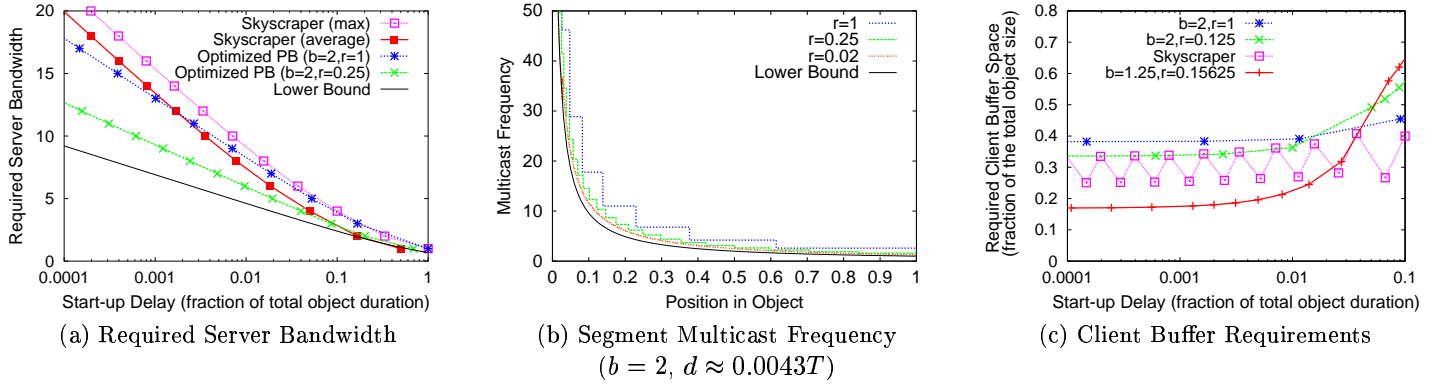 Required Server Bandwidth
20
15
10
5
0
0.0001
0.001
0.01
0.1
1
Start-up Delay (fraction of total object duration)
Skyscraper (max)
Skyscraper (average)
Optimized PB (b=2,r=1)
Optimized PB (b=2,r=0.25)
Lower Bound
(a) Required Server Bandwidth
Multicast Frequency
50
40
30
20
10
0
0
0.1
0.2
0.3
0.4
0.5
0.6
0.7
0.8
0.9
1
Position in Object
r=1
r=0.25
r=0.02
Lower Bound
(b) Segment Multicast Frequency
(b = 2, d ≈ 0.0043T)
Required Client Buffer Space
(fraction of the total object size)
0.8
0.7
0.6
0.5
0.4
0.3
0.2
0.1
0
0.0001
0.001
0.01
0.1
Start-up Delay (fraction of total object duration)
b=2,r=1
b=2,r=0.125
Skyscraper
b=1.25,r=0.15625
(c) Client Buffer Requirements